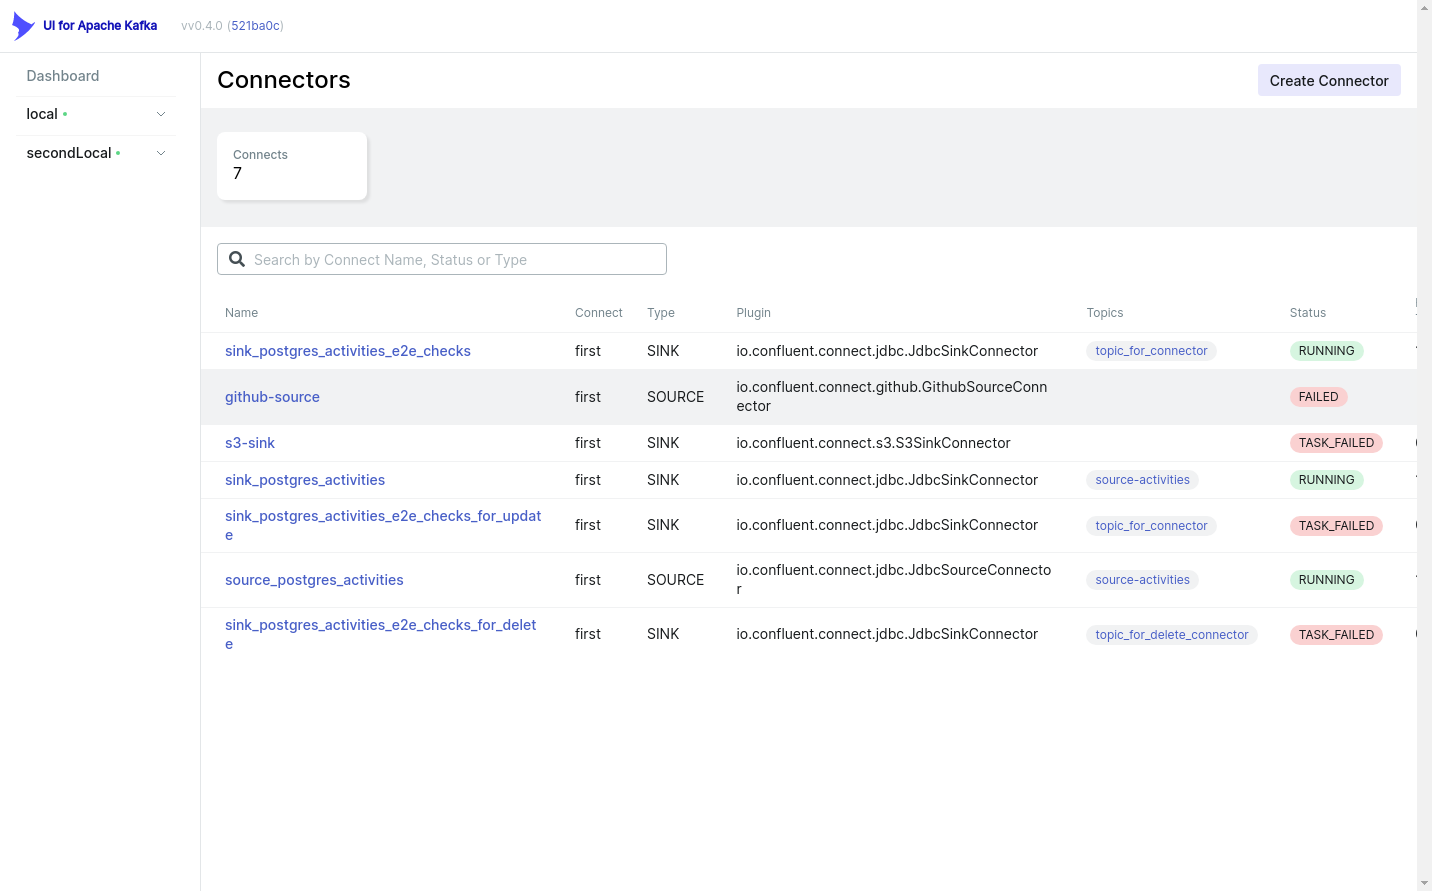 UI for Apache Kafka vv0.4.0 (521ba0c)
Dashboard
local
secondLocal
Connectors
Create Connector
Connects
7
Search by Connect Name, Status or Type
Name Connect Type Plugin Topics Status
sink_postgres_activities_e2e_checks first SINK io.confluent.connect.jdbc.JdbcSinkConnector topic_for_connector RUNNING
github-source first SOURCE io.confluent.connect.github.GithubSourceConn
ector FAILED
s3-sink first SINK io.confluent.connect.s3.S3SinkConnector TASK_FAILED
sink_postgres_activities first SINK io.confluent.connect.jdbc.JdbcSinkConnector source-activities RUNNING
sink_postgres_activities_e2e_checks_for_updat
e first SINK io.confluent.connect.jdbc.JdbcSinkConnector topic_for_connector TASK_FAILED
source_postgres_activities first SOURCE io.confluent.connect.jdbc.JdbcSourceConnecto
r source-activities RUNNING
sink_postgres_activities_e2e_checks_for_delet
e first SINK io.confluent.connect.jdbc.JdbcSinkConnector topic_for_delete_connector TASK_FAILED